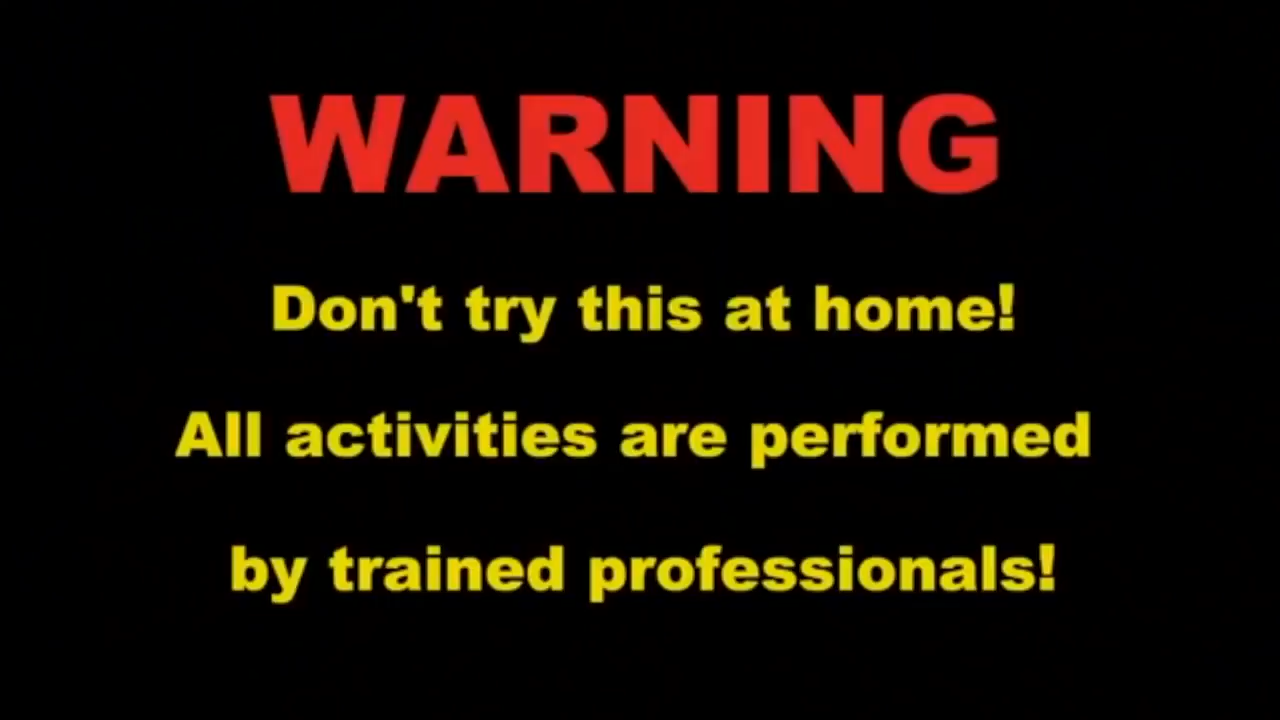 WARNING
Don't try this at home!
All activities are performed
by trained professionals!